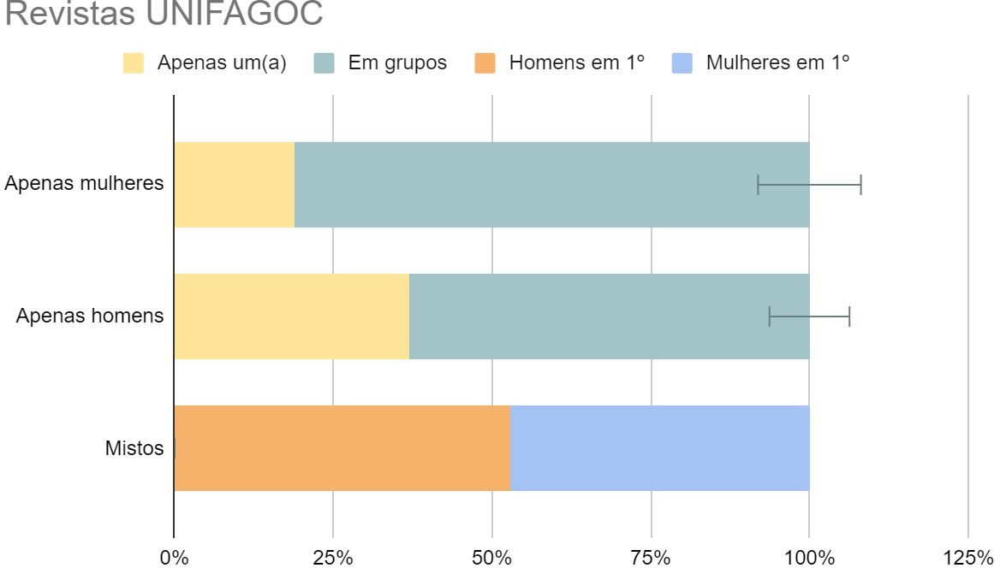 Revistas UNIFAGOC
Apenas um(a) Em grupos Homens em 1º Mulheres em 1º
Apenas mulheres
Apenas homens
Mistos
0% 25% 50% 75% 100% 125%